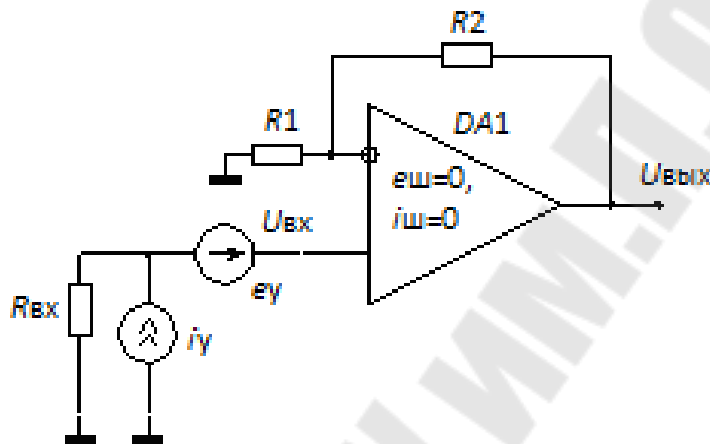 R2
R1
DA1
eш=0,
iш=0
Uвых
Uвх
eу
Rвх
iу